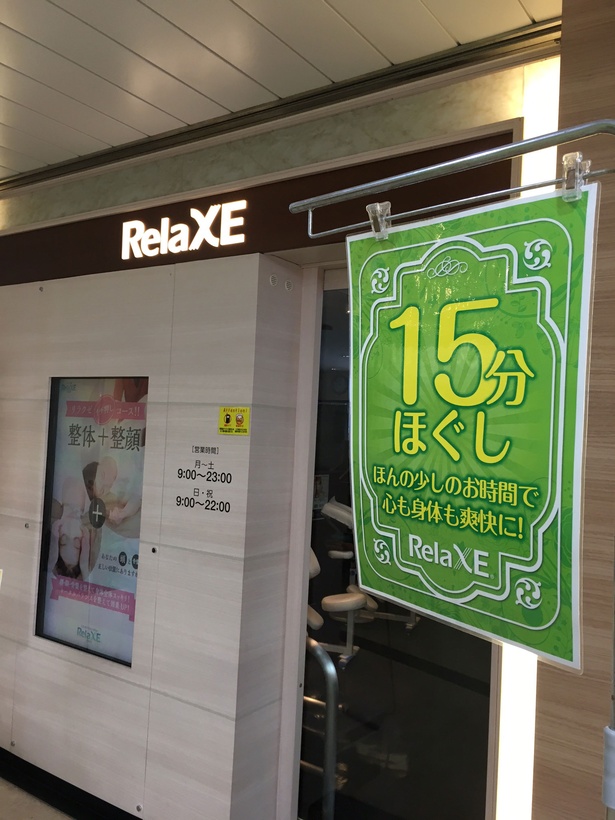 RelaXE
整体+整顔
【営業時間】
月～土
9:00～23:00
日・祝
9:00～22:00
RelaXE
15分
ほぐし
ほんの少しのお時間で
心も身体も爽快に!
RelaXE